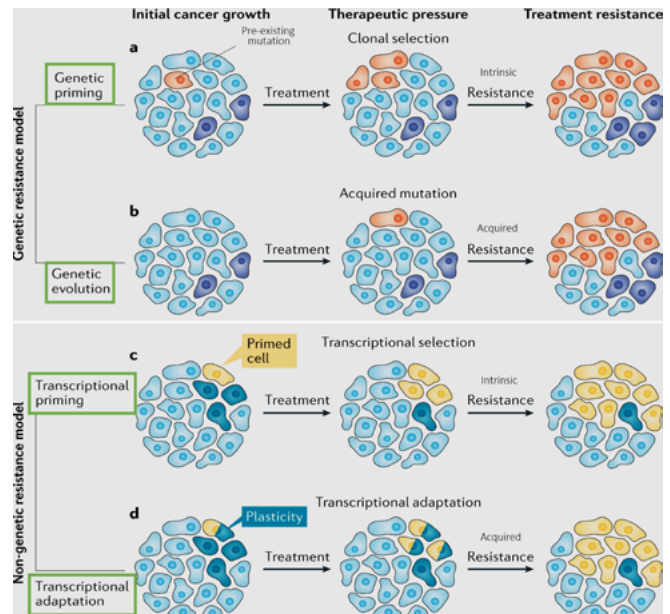 Initial cancer growth
Therapeutic pressure
Treatment resistance
a
Pre-existing
mutation
Clonal selection
Genetic
priming
Treatment
Intrinsic
Resistance
Genetic resistance model
b
Acquired mutation
Treatment
Acquired
Resistance
Genetic
evolution
c
Primed
cell
Transcriptional selection
Transcriptional
priming
Treatment
Intrinsic
Resistance
Non-genetic resistance model
d
Plasticity
Transcriptional adaptation
Treatment
Acquired
Resistance
Transcriptional
adaptation